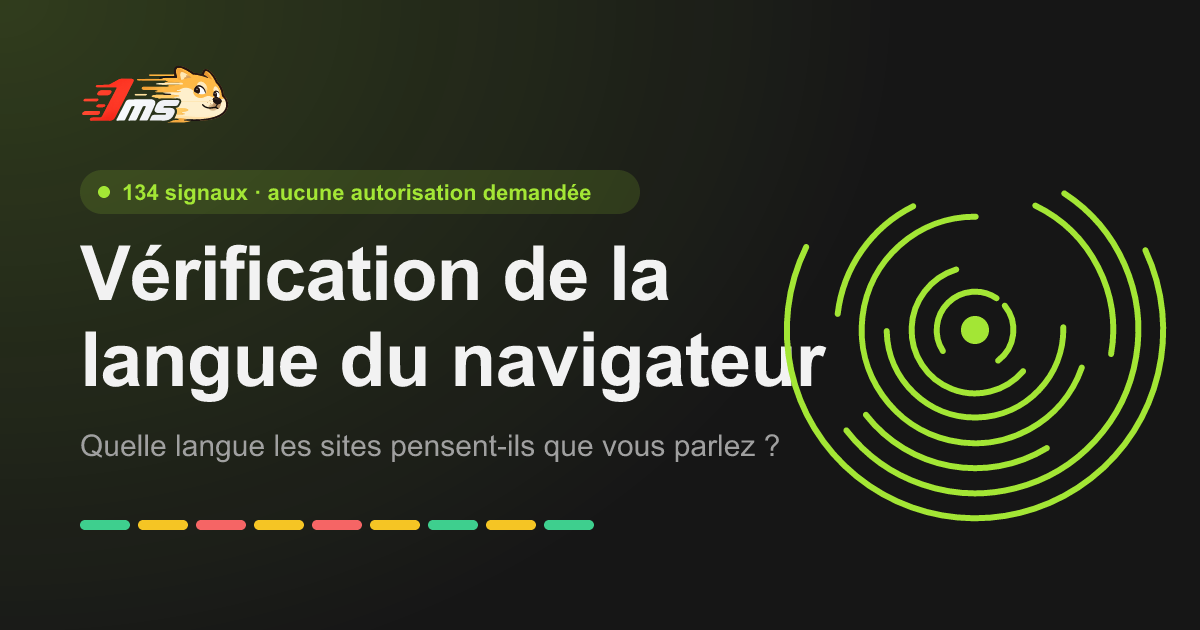 1ms
134 signaux · aucune autorisation demandée
Vérification de la
langue du navigateur
Quelle langue les sites pensent-ils que vous parlez ?